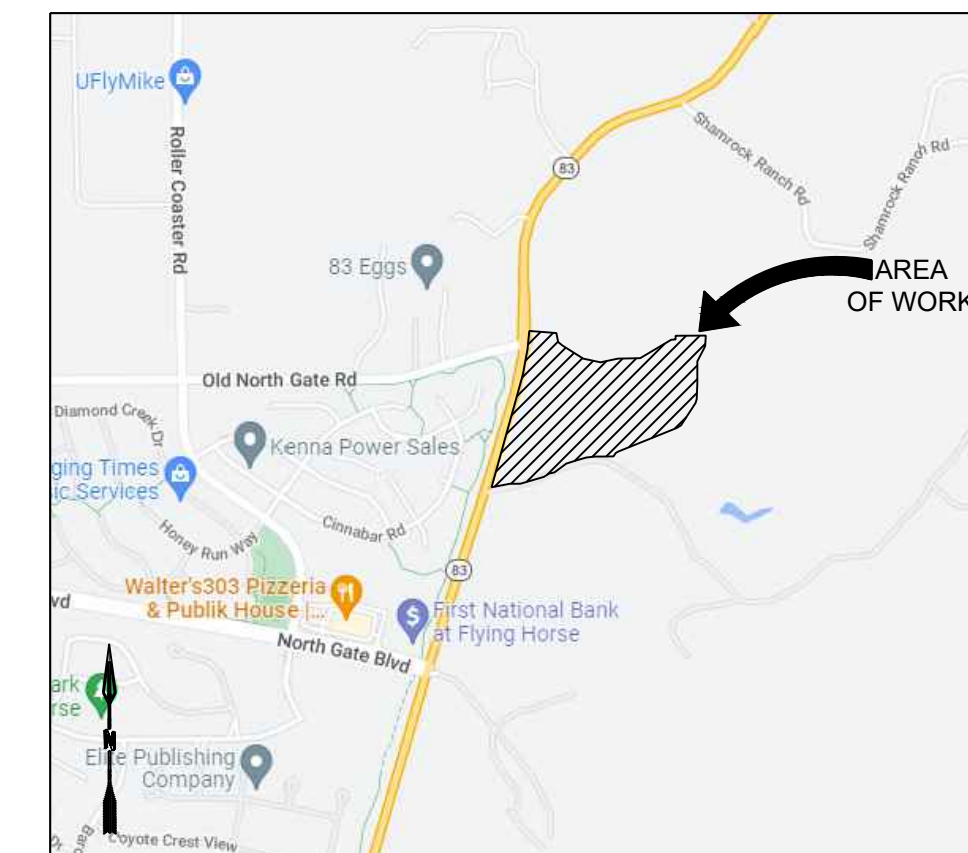 UFlyMike
Roller Coaster Rd
83
Shamrock Ranch Rd
Shamrock Ranch Rd
83 Eggs
AREA
OF WORK
Old North Gate Rd
Diamond Creek Dr
Kenna Power Sales
ging Times
ic Services
Cinnabar Rd
Honey Run Way
83
Walter's303 Pizzeria
& Publik House |...
First National Bank
at Flying Horse
vd
North Gate Blvd
ark
rse
N
Elite Publishing
Company
Coyote Crest View
Dr